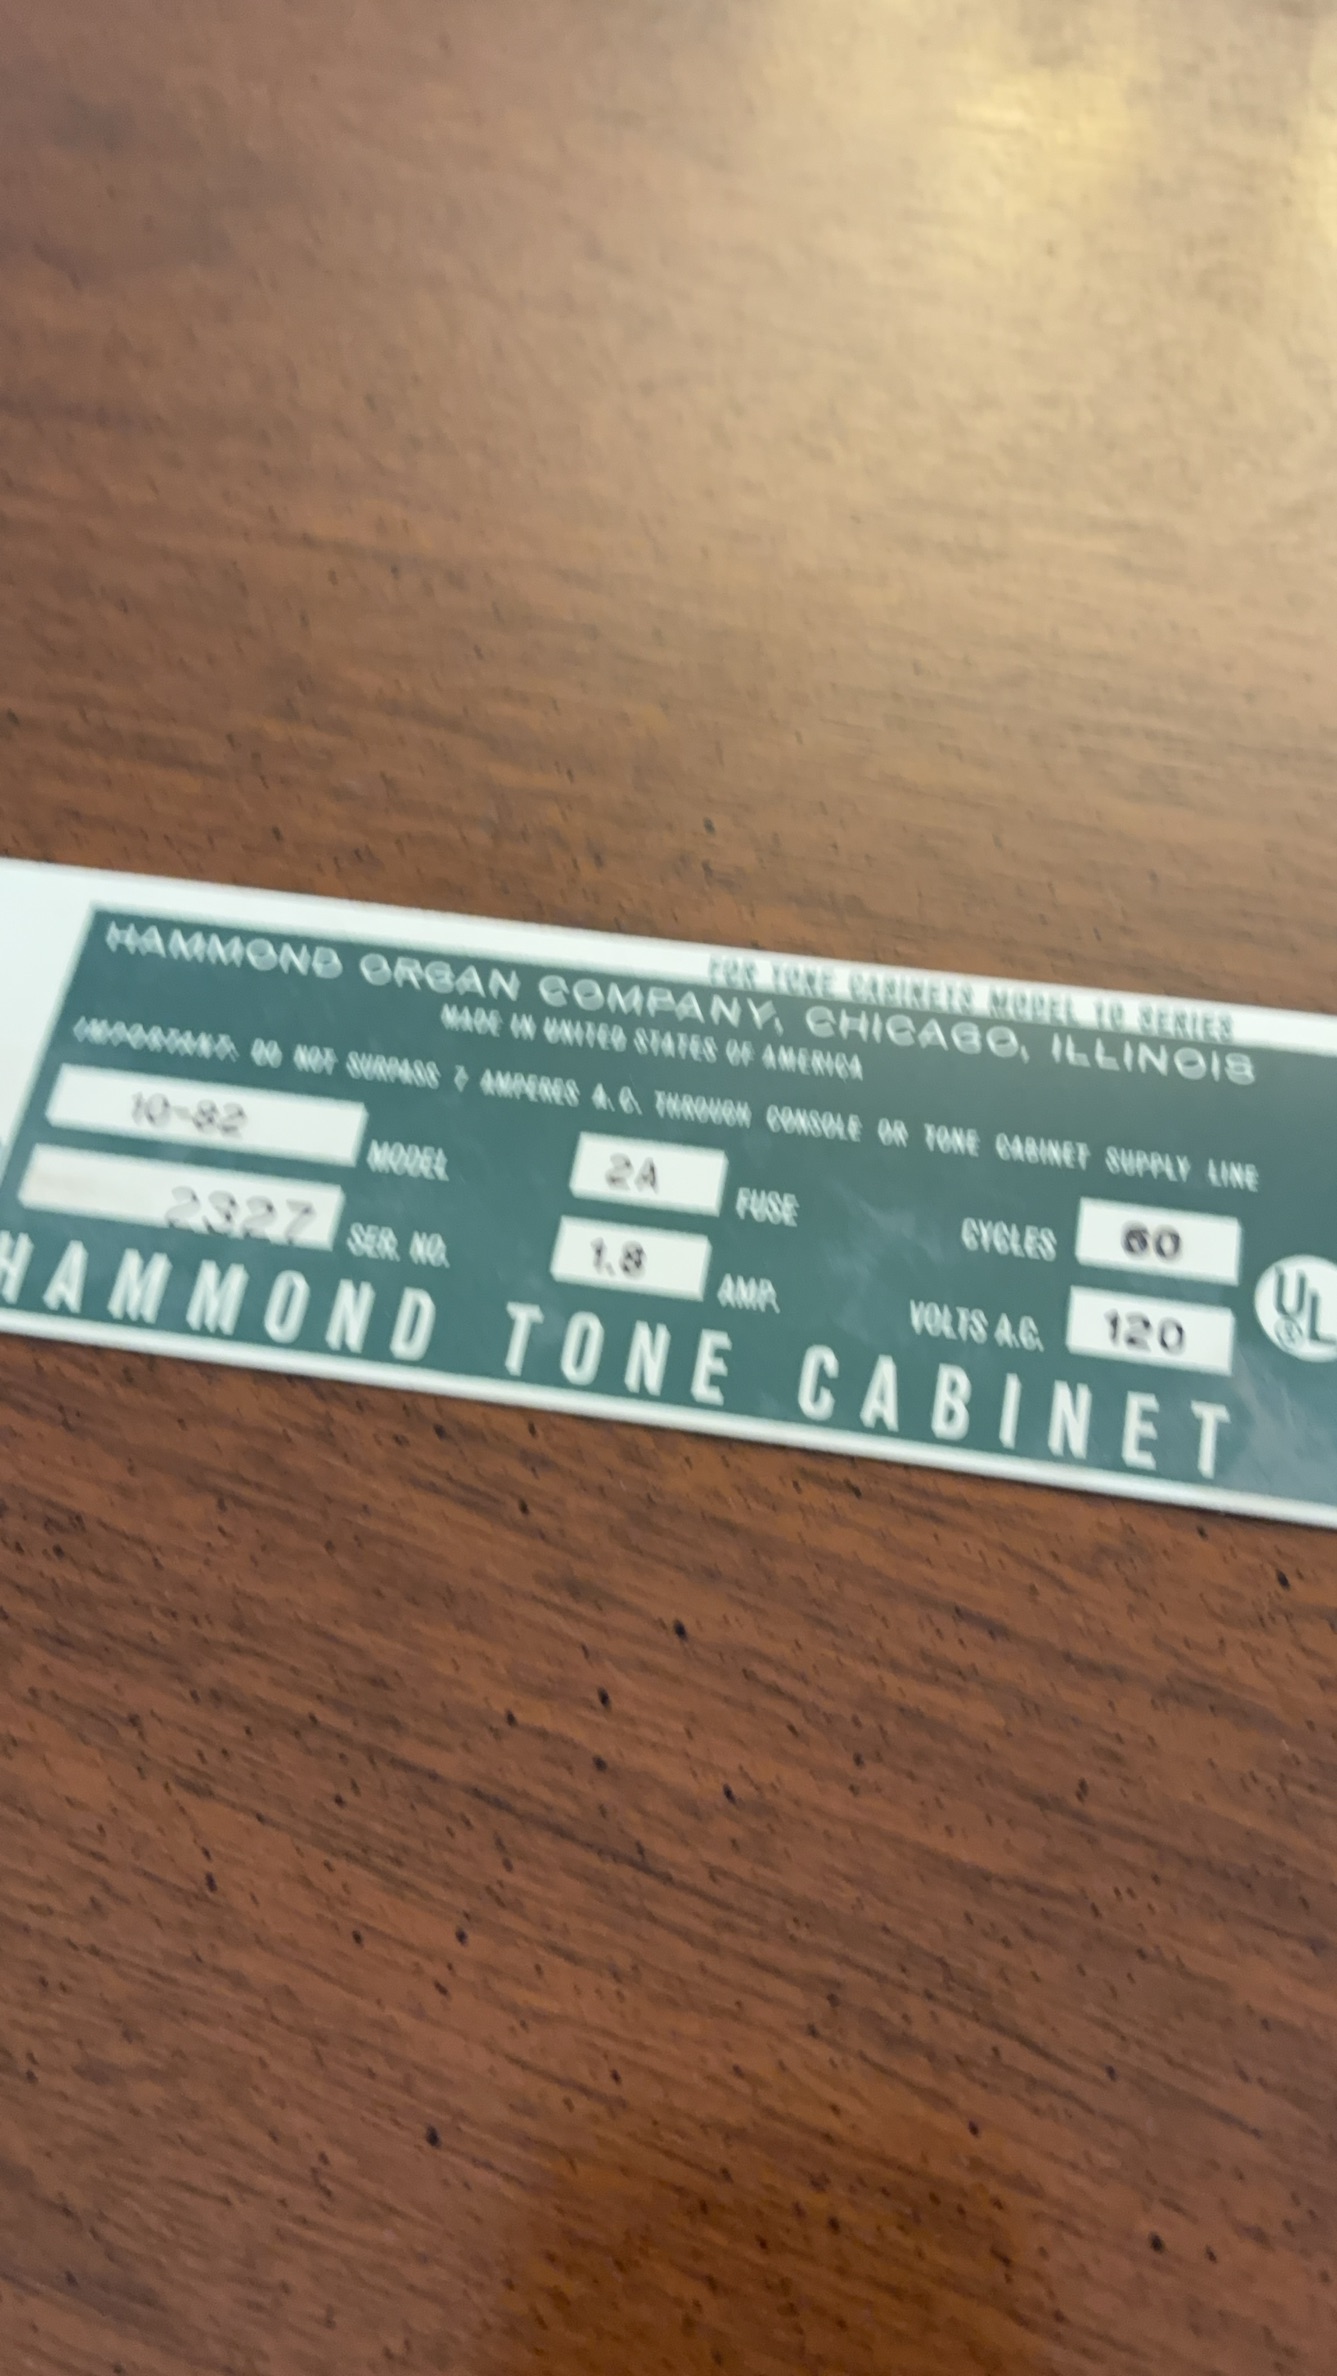 FOR TONE CABINETS MODEL 10 SERIES
HAMMOND ORGAN COMPANY, CHICAGO, ILLINOIS
MADE IN UNITED STATES OF AMERICA
IMPORTANT: DO NOT SURPASS 7 AMPERES A.C. THROUGH CONSOLE OR TONE CABINET SUPPLY LINE
10-82 MODEL 2A FUSE CYCLES 60
2327 SER. NO. 1.8 AMP. VOLTS A.C. 120
UL
HAMMOND TONE CABINET